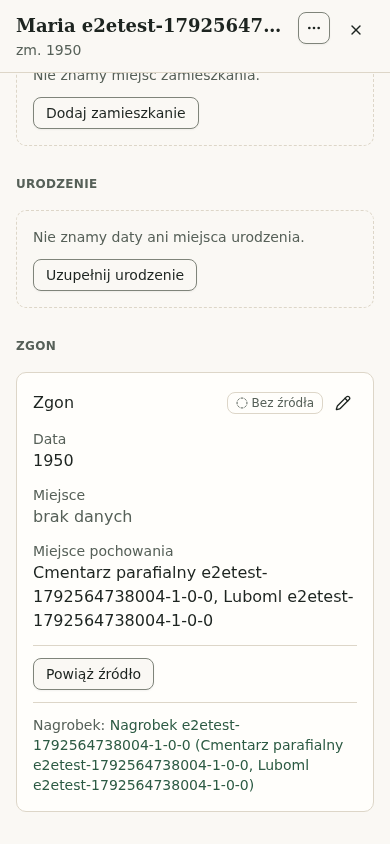 Maria e2etest-17925647…
zm. 1950
Nie znamy miejsc zamieszkania.
Dodaj zamieszkanie
URODZENIE
Nie znamy daty ani miejsca urodzenia.
Uzupełnij urodzenie
ZGON
Zgon
Bez źródła
Data
1950
Miejsce
brak danych
Miejsce pochowania
Cmentarz parafialny e2etest-
1792564738004-1-0-0, Luboml e2etest-
1792564738004-1-0-0
Powiąż źródło
Nagrobek: Nagrobek e2etest-
1792564738004-1-0-0 (Cmentarz parafialny
e2etest-1792564738004-1-0-0, Luboml
e2etest-1792564738004-1-0-0)